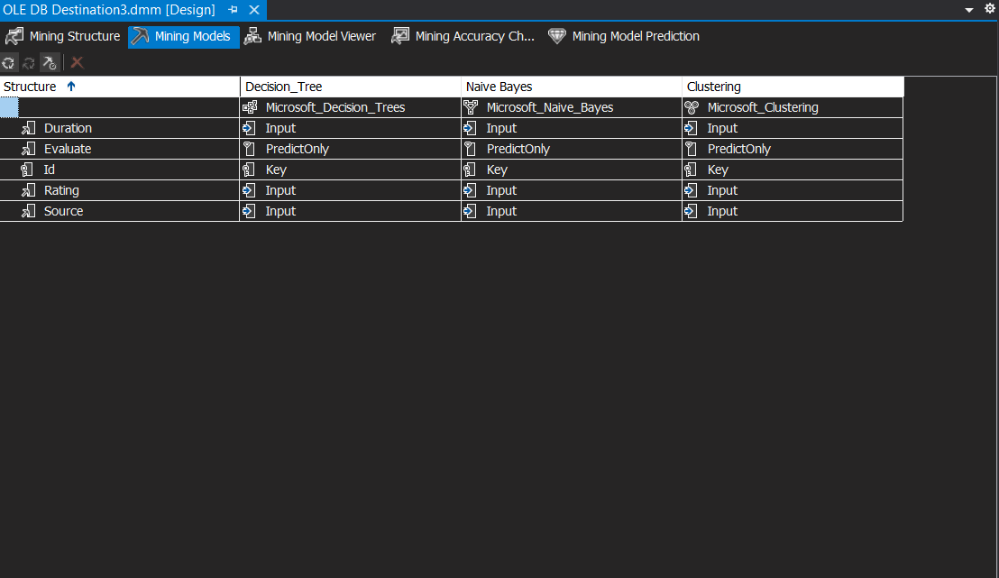 OLE DB Destination3.dmm [Design]
Mining Structure Mining Models Mining Model Viewer Mining Accuracy Ch... Mining Model Prediction
Structure Decision_Tree Naive Bayes Clustering
Microsoft_Decision_Trees Microsoft_Naive_Bayes Microsoft_Clustering
Duration Input Input Input
Evaluate PredictOnly PredictOnly PredictOnly
Id Key Key Key
Rating Input Input Input
Source Input Input Input